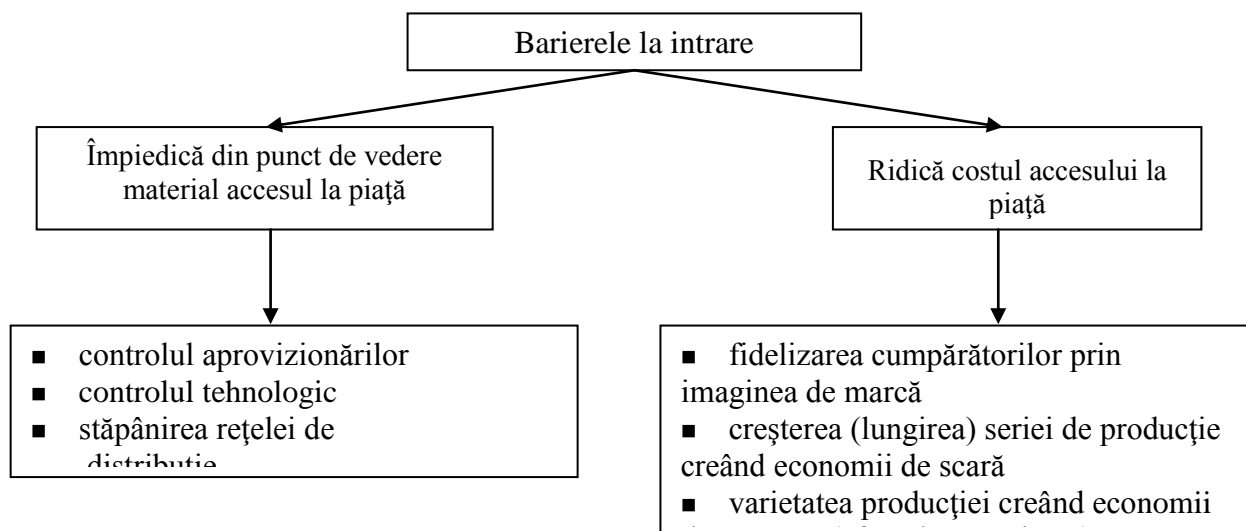 Barierele la intrare
Împiedică din punct de vedere
material accesul la piaţă
Ridică costul accesului la
piaţă
■ controlul aprovizionărilor
■ controlul tehnologic
■ stăpânirea reţelei de
distribuţie
■ fidelizarea cumpărătorilor prin
imaginea de marcă
■ creşterea (lungirea) seriei de producţie
creând economii de scară
■ varietatea producţiei creând economii